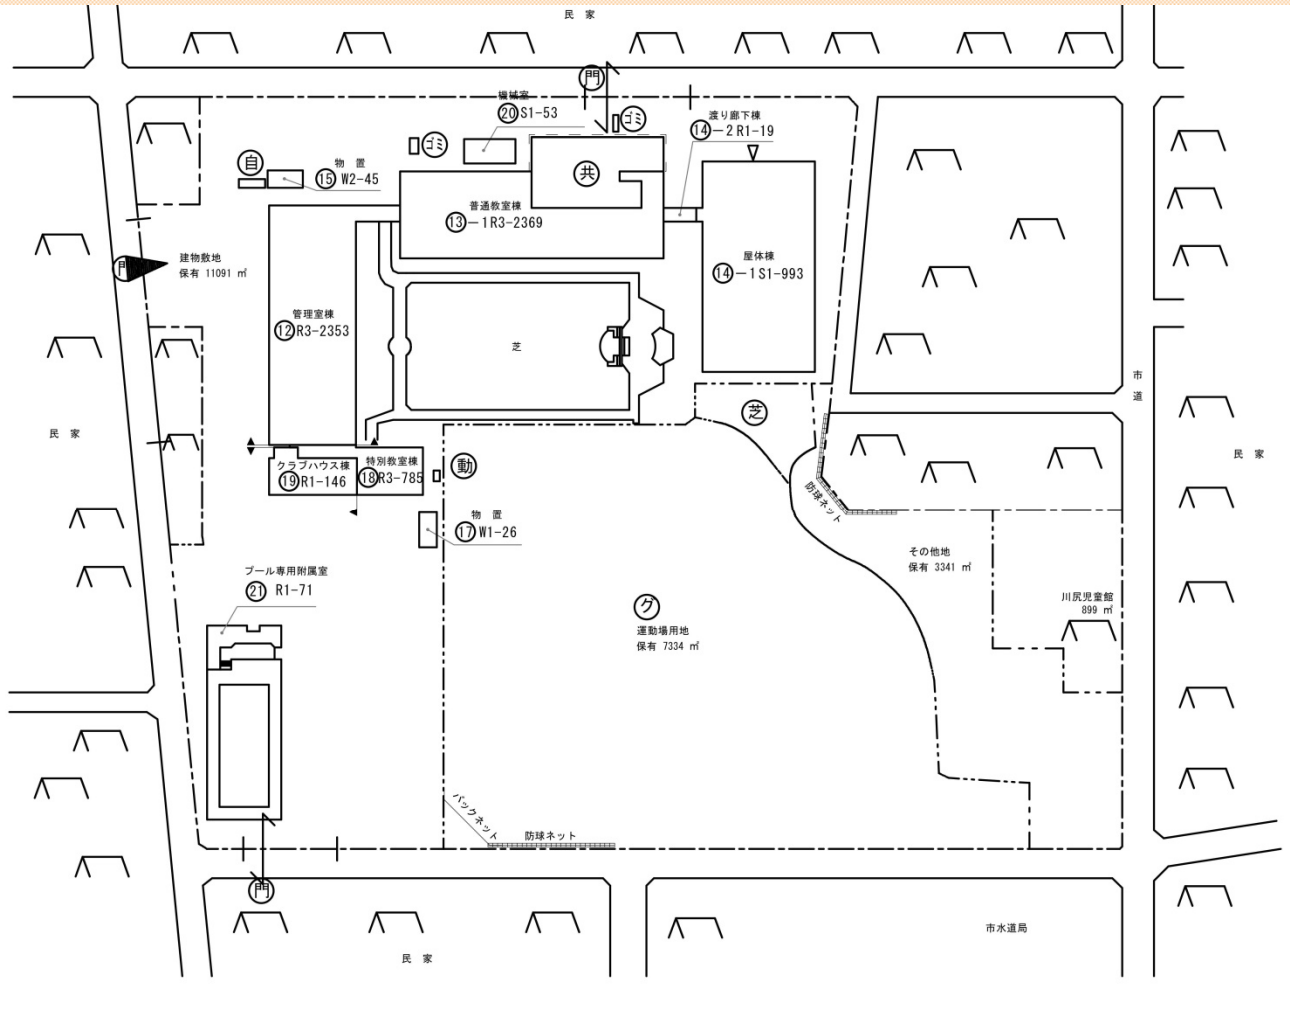 民 家
門
機械室
⑳S1-53
ゴミ
渡り廊下棟
⑭-2 R1-19
ゴミ
自
物 置
⑮ W2-45
共
普通教室棟
⑬-1R3-2369
門
建物敷地
保有 11091 ㎡
屋体棟
⑭-1S1-993
管理室棟
⑫R3-2353
芝
市道
芝
民 家
民 家
クラブハウス棟
⑲R1-146
特別教室棟
⑱R3-785
動
防球ネット
物 置
⑰W1-26
その他地
保有 3341 ㎡
プール専用附属室
㉑ R1-71
グ
運動場用地
保有 7334 ㎡
川尻児童館
899 ㎡
バックネット
防球ネット
門
市水道局
民 家